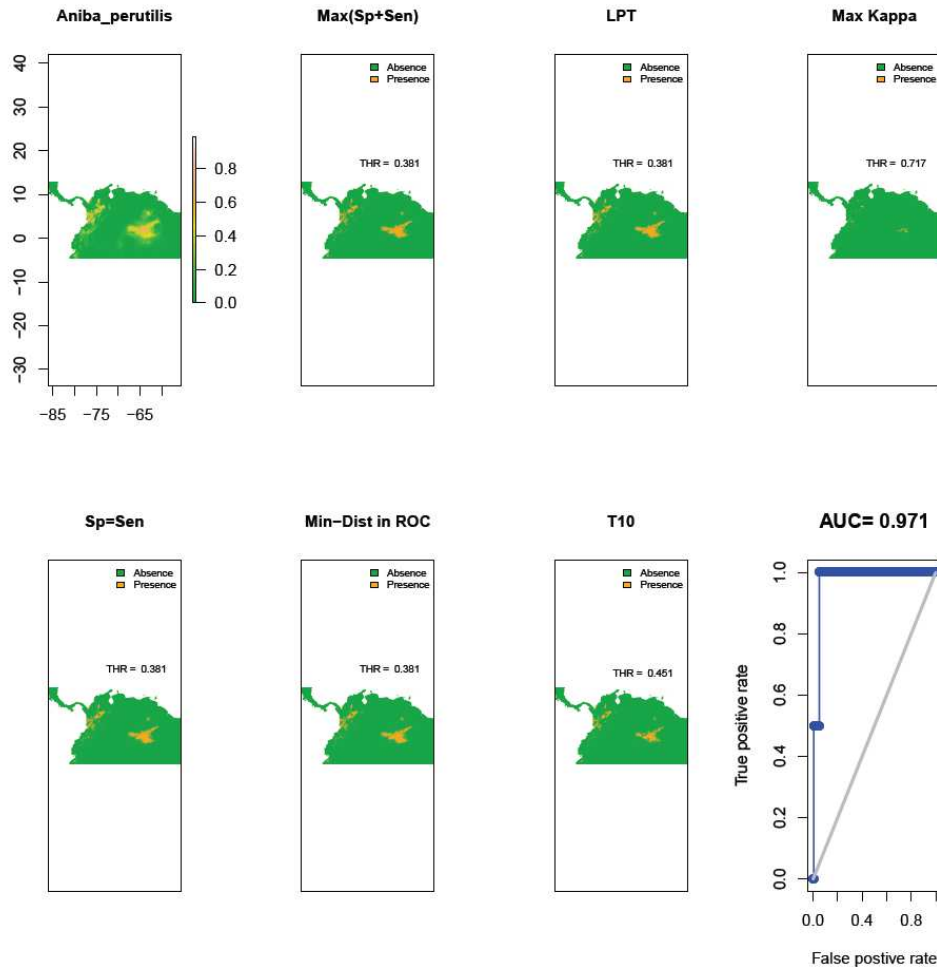 Aniba_perutilis
Max(Sp+Sen)
LPT
Max Kappa
40
30
20
10
0
−10
−20
−30
−85
−75
−65
0.8
0.6
0.4
0.2
0.0
Absence
Presence
THR = 0.381
Absence
Presence
THR = 0.381
Absence
Presence
THR = 0.717
Sp=Sen
Min−Dist in ROC
T10
AUC= 0.971
Absence
Presence
THR = 0.381
Absence
Presence
THR = 0.381
Absence
Presence
THR = 0.451
True positive rate
1.0
0.8
0.6
0.4
0.2
0.0
0.0
0.4
0.8
False postive rate